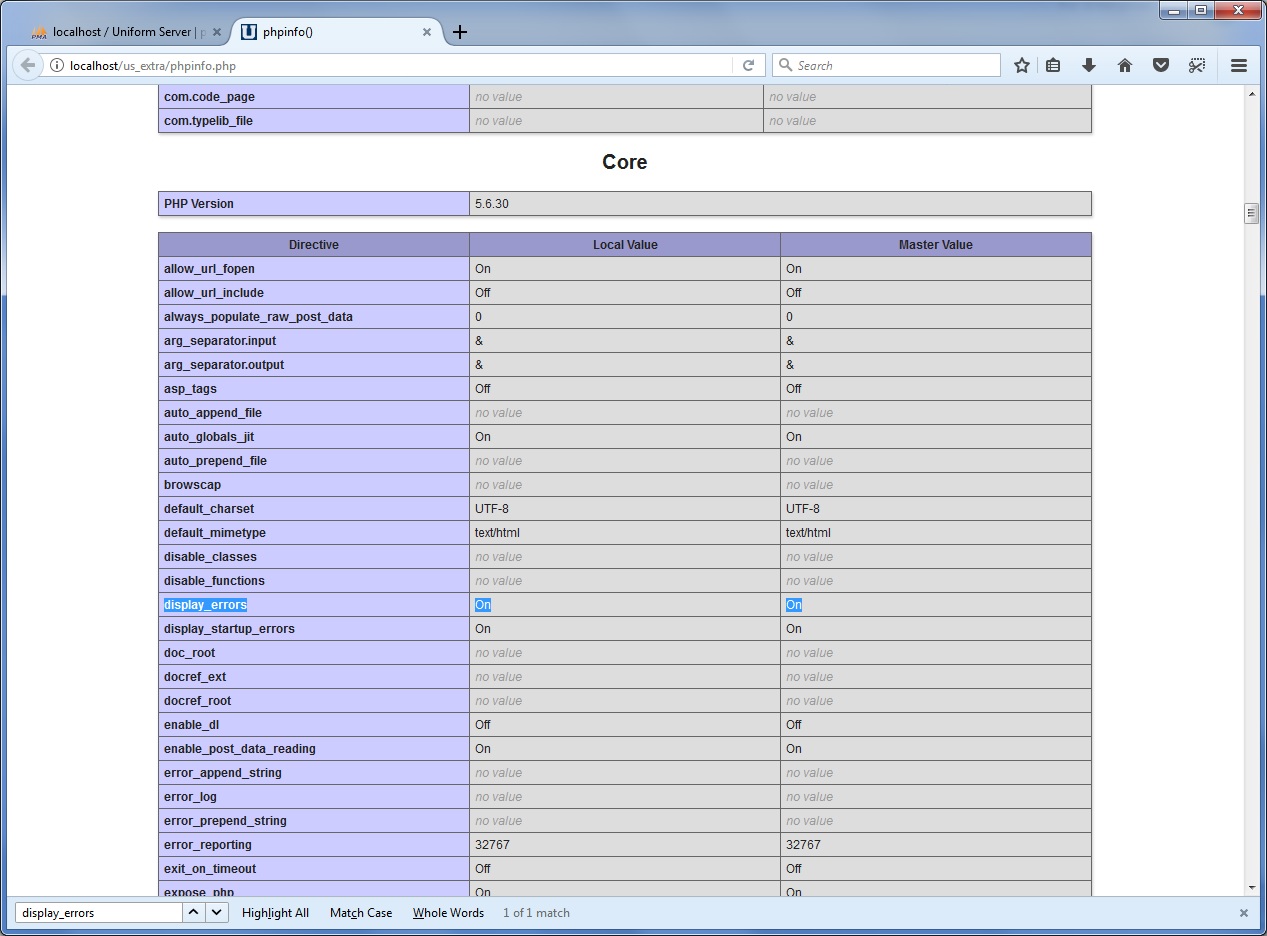 localhost / Uniform Server | p
phpinfo()
localhost/us_extra/phpinfo.php
Search
com.code_page no value no value
com.typelib_file no value no value
Core
PHP Version 5.6.30
Directive Local Value Master Value
allow_url_fopen On On
allow_url_include Off Off
always_populate_raw_post_data 0 0
arg_separator.input & &
arg_separator.output & &
asp_tags Off Off
auto_append_file no value no value
auto_globals_jit On On
auto_prepend_file no value no value
browscap no value no value
default_charset UTF-8 UTF-8
default_mimetype text/html text/html
disable_classes no value no value
disable_functions no value no value
display_errors On On
display_startup_errors On On
doc_root no value no value
docref_ext no value no value
docref_root no value no value
enable_dl Off Off
enable_post_data_reading On On
error_append_string no value no value
error_log no value no value
error_prepend_string no value no value
error_reporting 32767 32767
exit_on_timeout Off Off
expose_php On On
display_errors Highlight All Match Case Whole Words 1 of 1 match